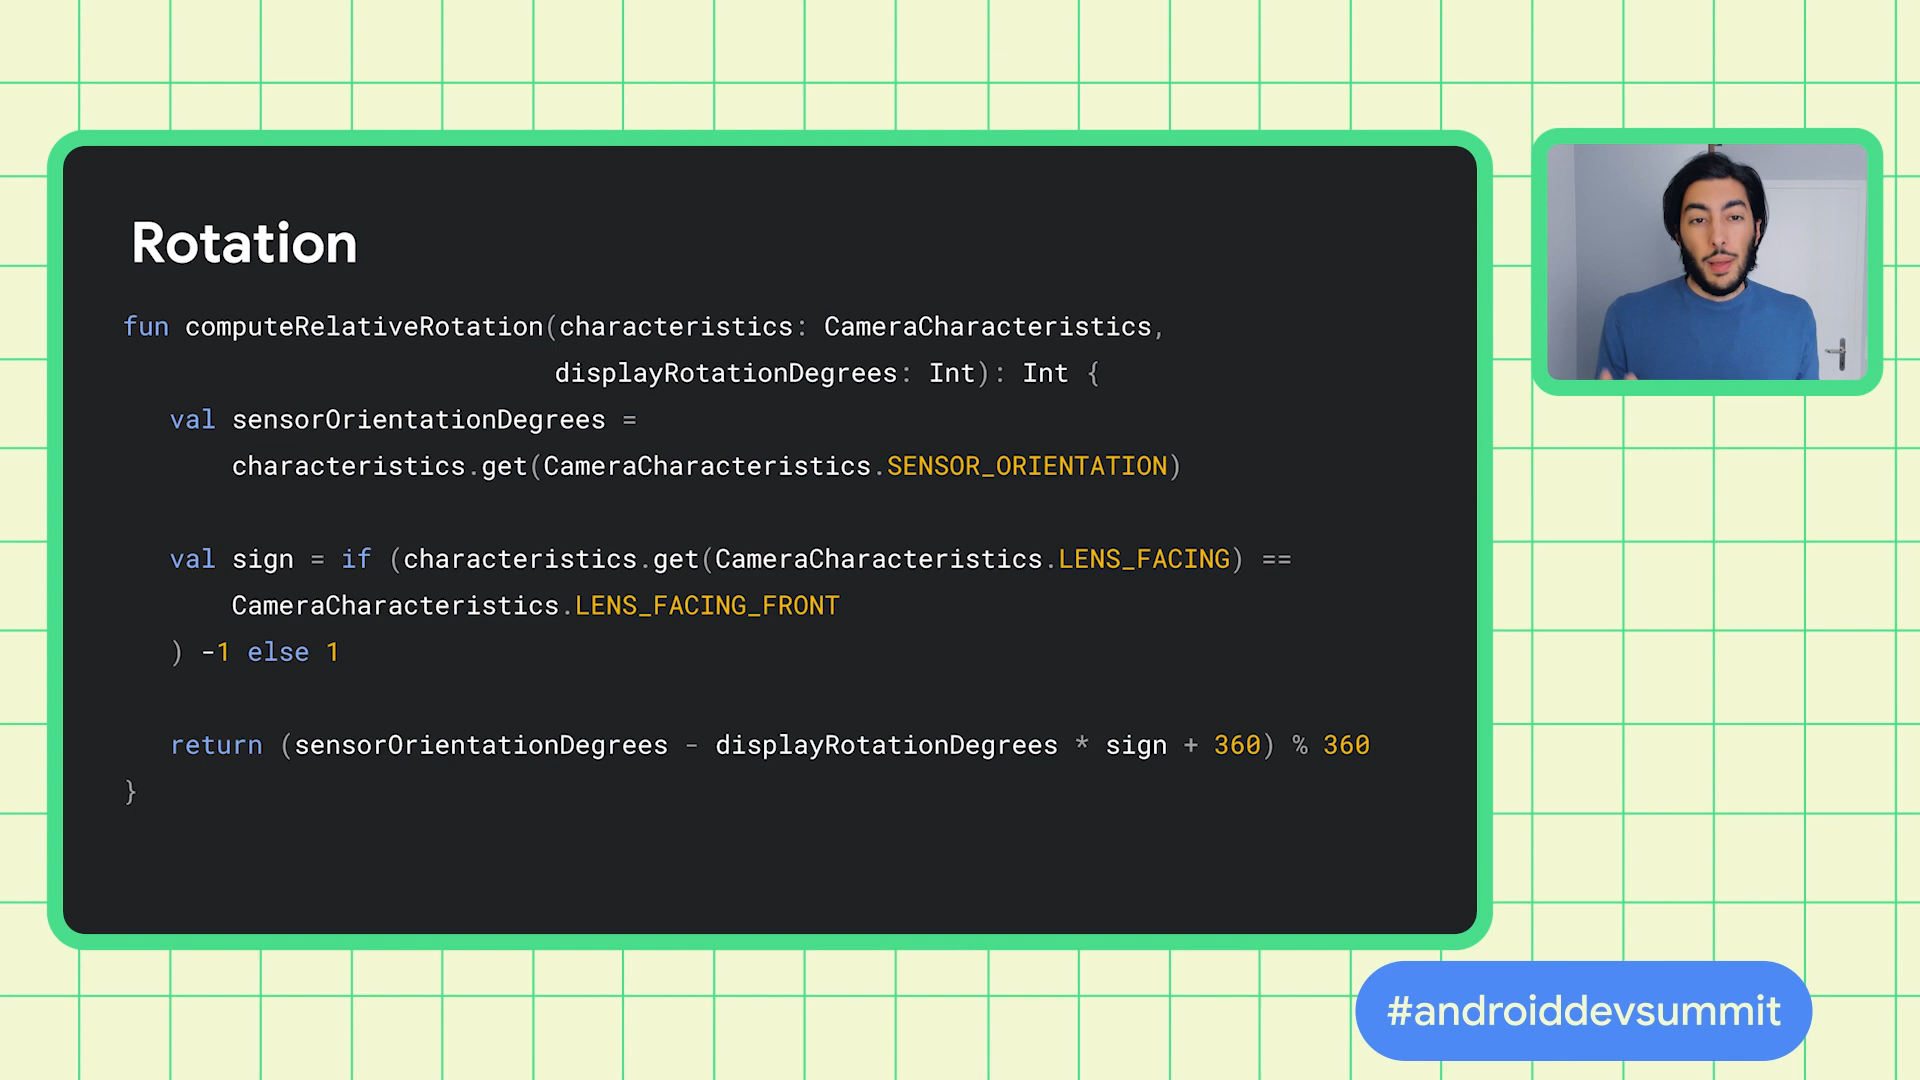 Rotation
fun computeRelativeRotation(characteristics: CameraCharacteristics,
displayRotationDegrees: Int): Int {
val sensorOrientationDegrees =
characteristics.get(CameraCharacteristics.SENSOR_ORIENTATION)
val sign = if (characteristics.get(CameraCharacteristics.LENS_FACING) ==
CameraCharacteristics.LENS_FACING_FRONT
) -1 else 1
return (sensorOrientationDegrees - displayRotationDegrees * sign + 360) % 360
}
#androiddevsummit